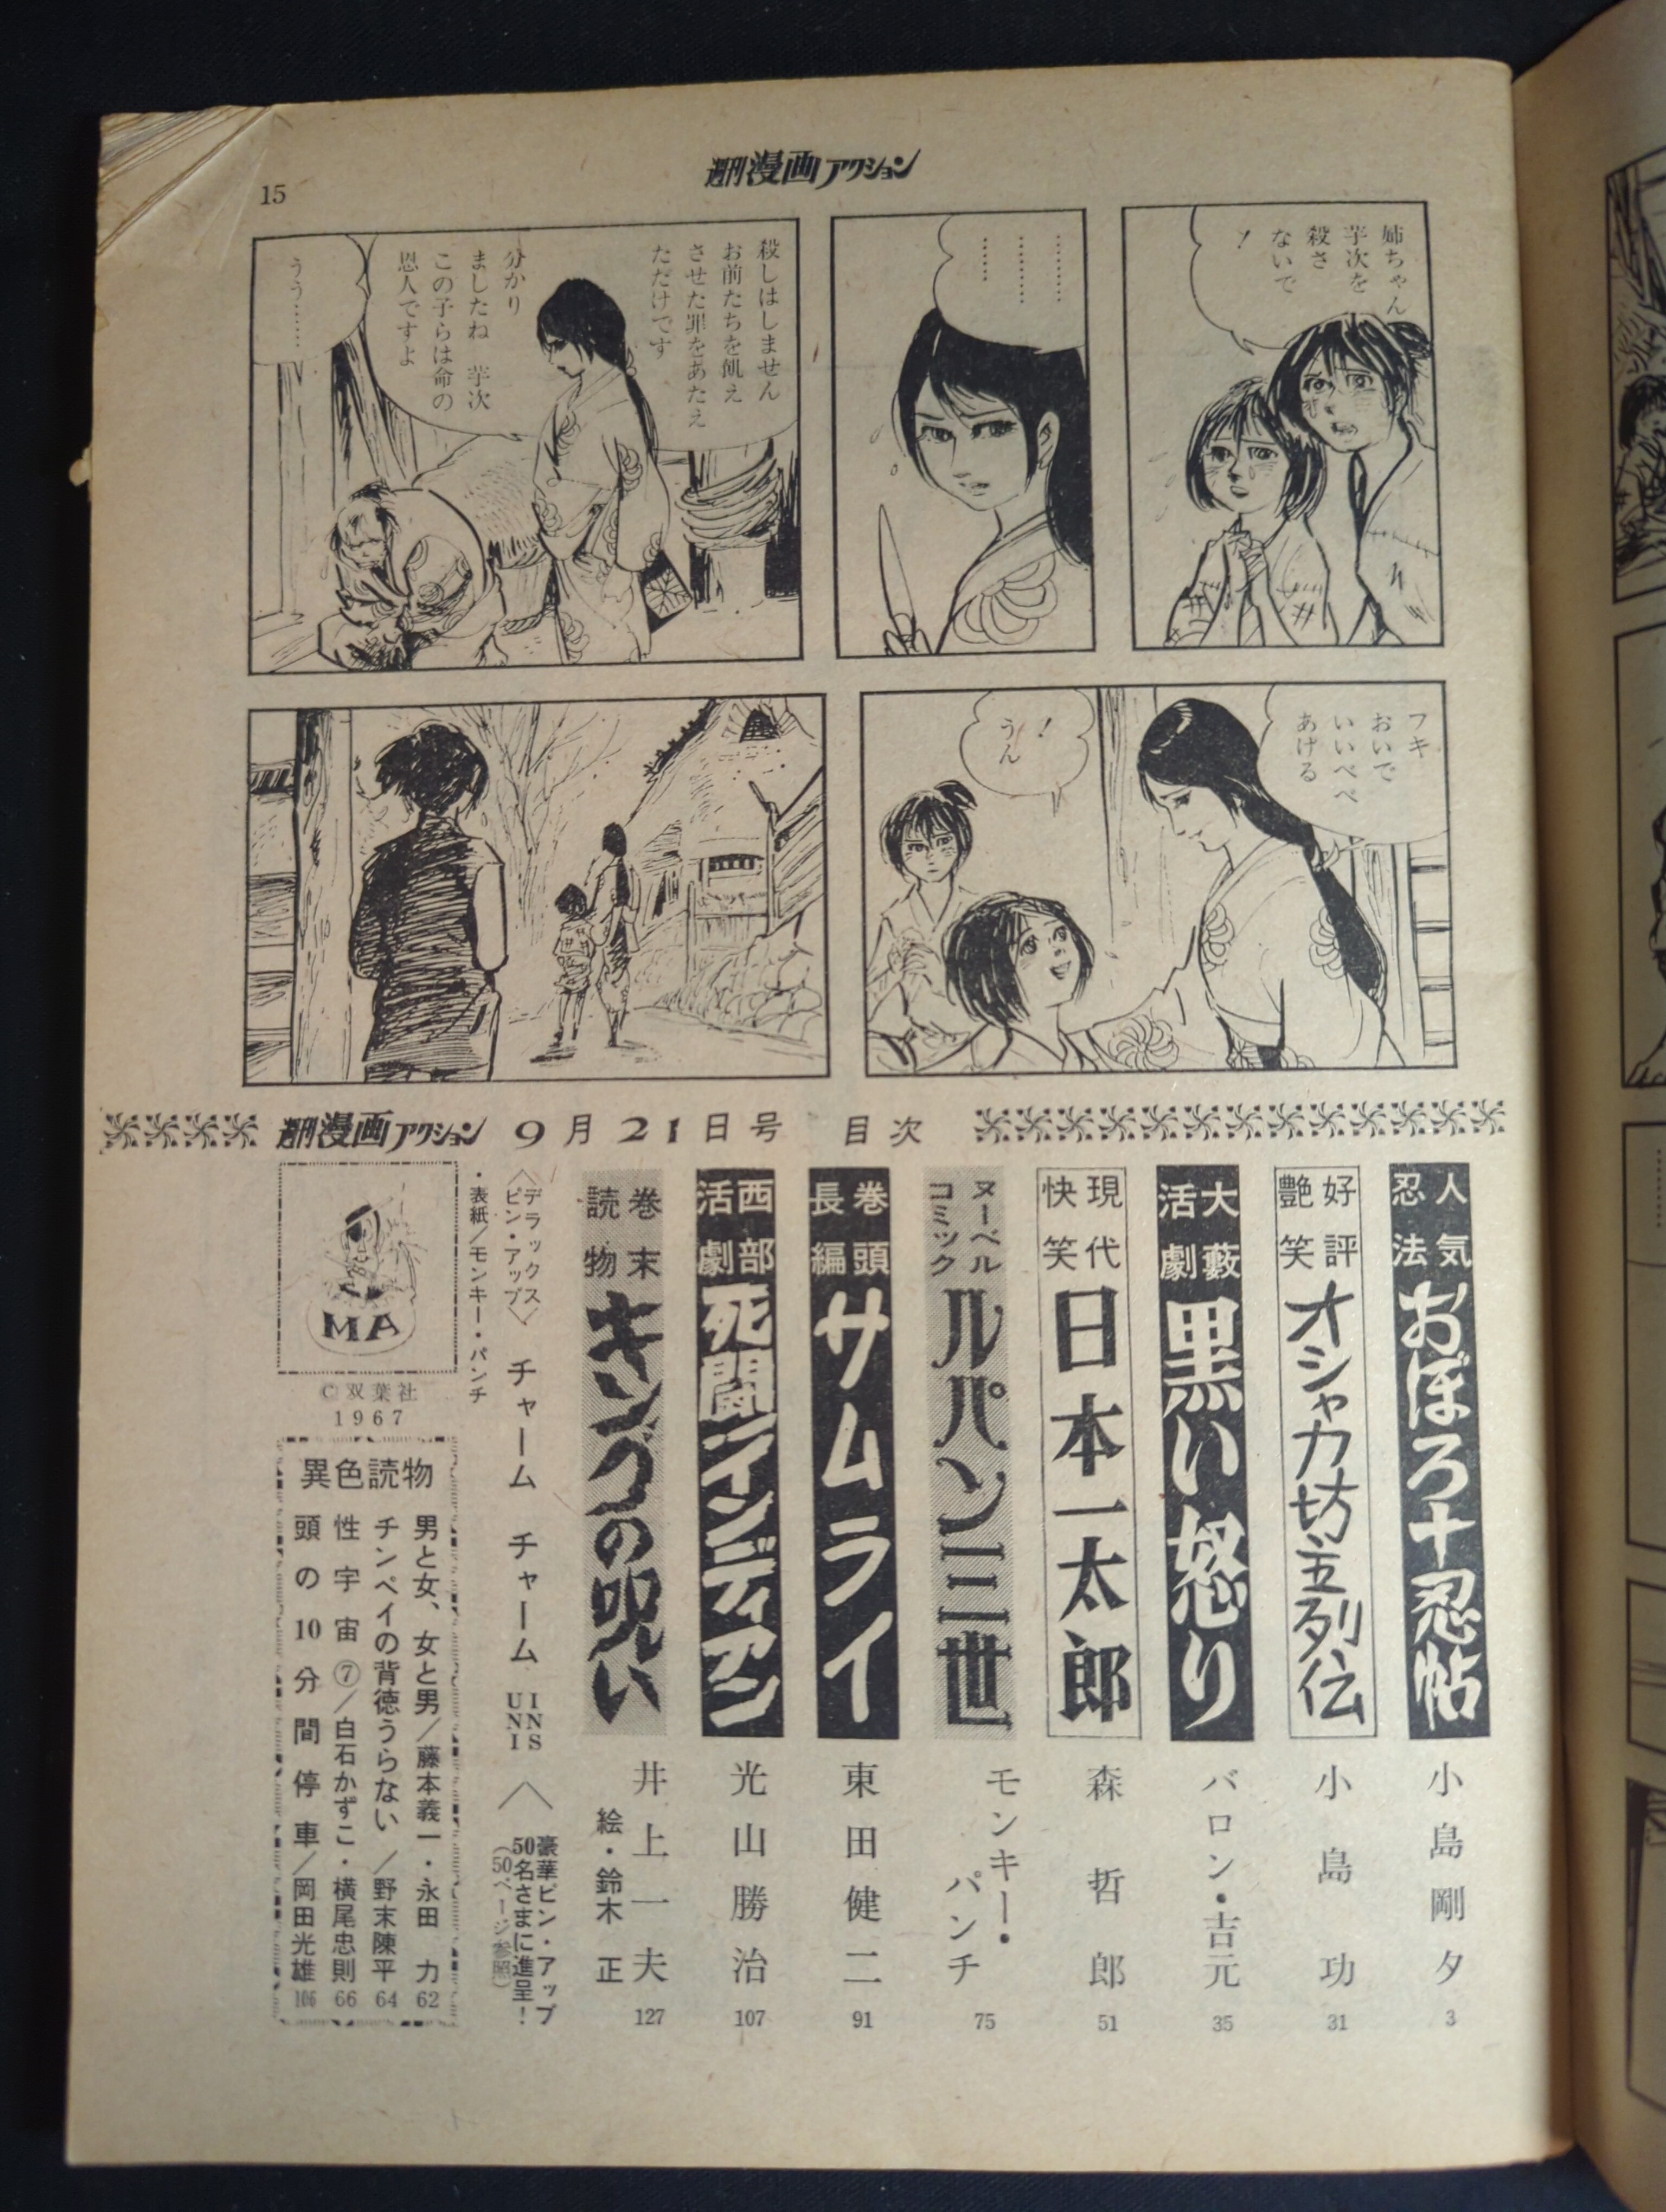 15
週刊漫画アクション
姉ちゃん
芋次を
殺さ
ないで
！
………
………
……
殺しはしません
お前たちを飢え
させた罪をあたえ
ただけです
分かり
ましたね　芋次
この子らは命の
恩人ですよ
うう……
フキ
おいで
いいべべ
あげる
！
うん
週刊漫画アクション 9月21日号 目次
人気
忍法
おぼろ十忍帖
小島剛夕
3
好評
艶笑
オシャカ坊主列伝
小島功
31
大藪
活劇
黒い怒り
バロン・吉元
35
現代
快笑
日本一太郎
森哲郎
51
ヌーベル
コミック
ルパン三世
モンキー・
パンチ
75
巻頭
長編
サムライ
東田健二
91
西部
活劇
死闘インディアン
光山勝治
107
巻末
読物
キングの呪い
井上一夫
絵・鈴木　正
127
〈デラックス
ピン・アップ〉
チャーム　チャーム
INS
UNI
豪華ピン・アップ
50名さまに進呈！
（50ページ参照）
・表紙／モンキー・パンチ
MA
©双葉社
1967
異色読物
男と女、女と男／藤本義一・永田　力 62
チンペイの背徳うらない／野末陳平 64
性宇宙⑦／白石かずこ・横尾忠則 66
頭の10分間停車／岡田光雄 106